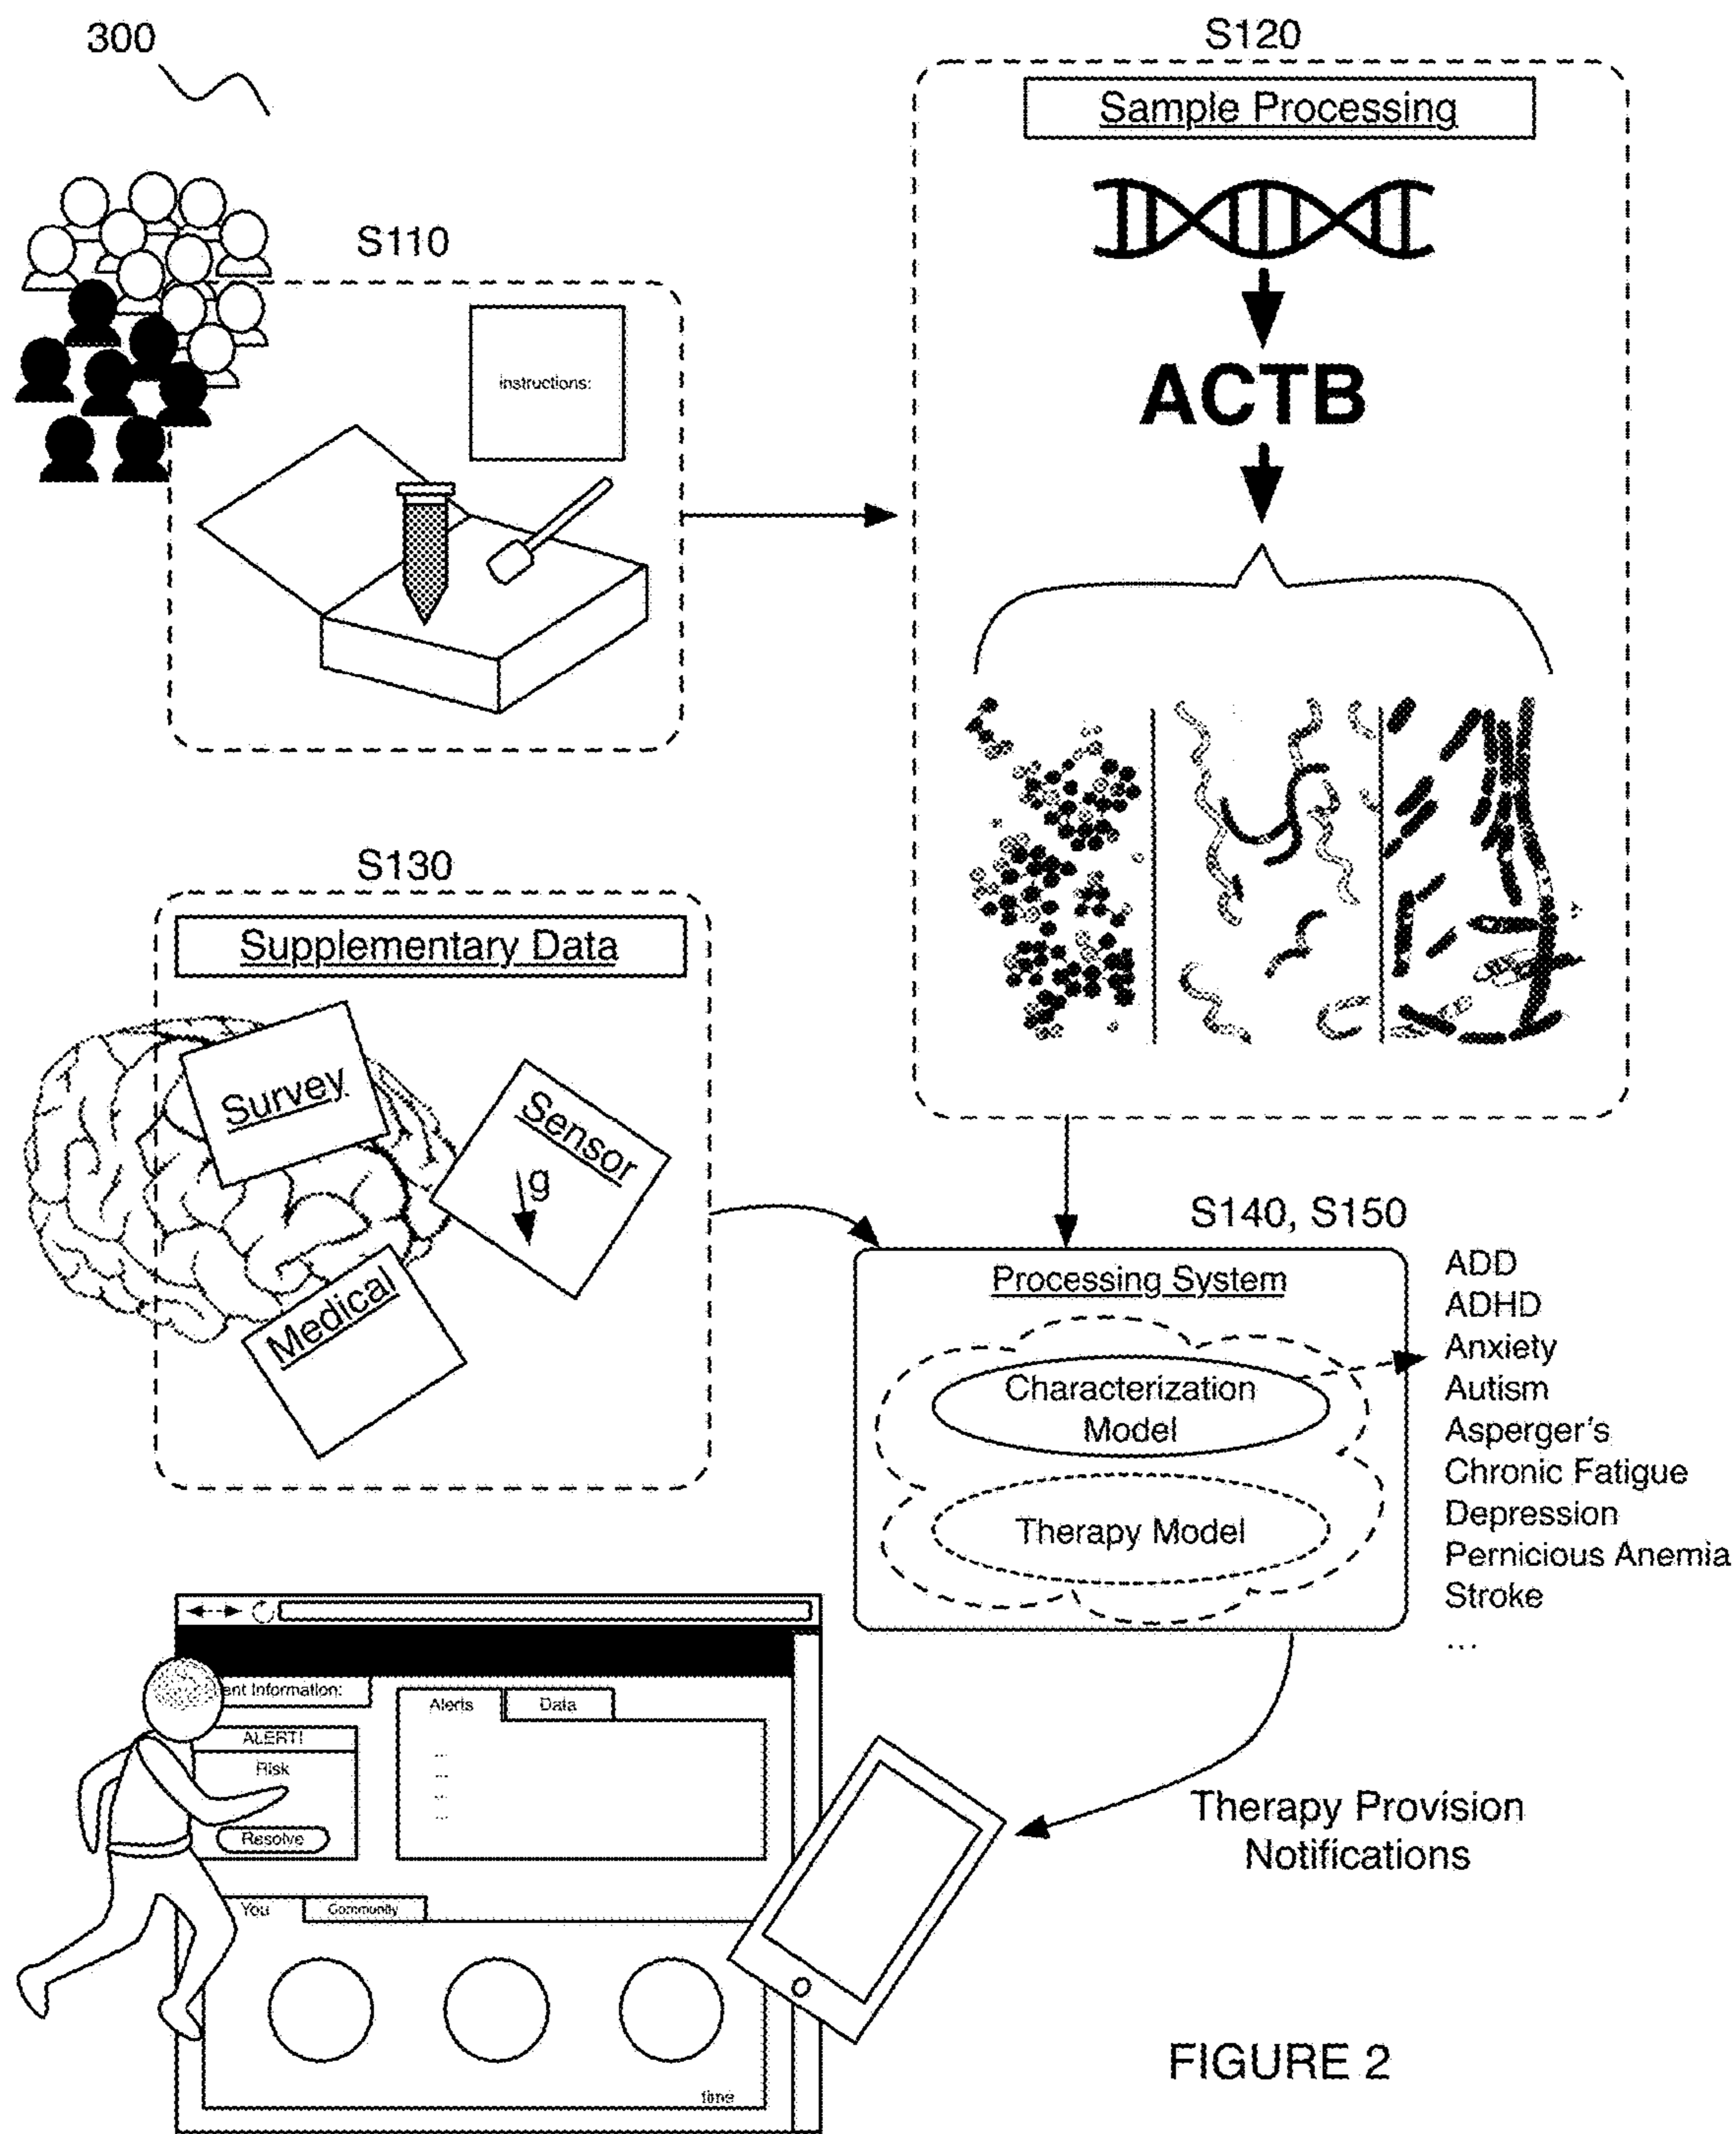 300
S110
instructions:
S120
Sample Processing
ACTB
S130
Supplementary Data
Survey
Sensor
g
Medical
S140, S150
Processing System
Characterization
Model
Therapy Model
ADD
ADHD
Anxiety
Autism
Asperger's
Chronic Fatigue
Depression
Pernicious Anemia
Stroke
...
ent Information:
ALERT!
Risk
Resolve
Alerts
Data
...
...
...
...
You
Community
time
Therapy Provision
Notifications
FIGURE 2